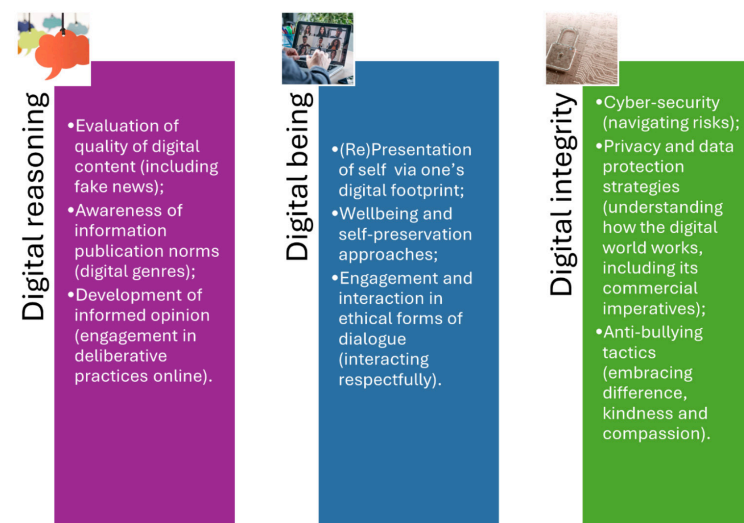 Digital reasoning
•Evaluation of
quality of digital
content (including
fake news);
•Awareness of
information
publication norms
(digital genres);
•Development of
informed opinion
(engagement in
deliberative
practices online).
Digital being
•(Re)Presentation
of self via one's
digital footprint;
•Wellbeing and
self-preservation
approaches;
•Engagement and
interaction in
ethical forms of
dialogue
(interacting
respectfully).
Digital integrity
•Cyber-security
(navigating risks);
•Privacy and data
protection
strategies
(understanding
how the digital
world works,
including its
commercial
imperatives);
•Anti-bullying
tactics
(embracing
difference,
kindness and
compassion).